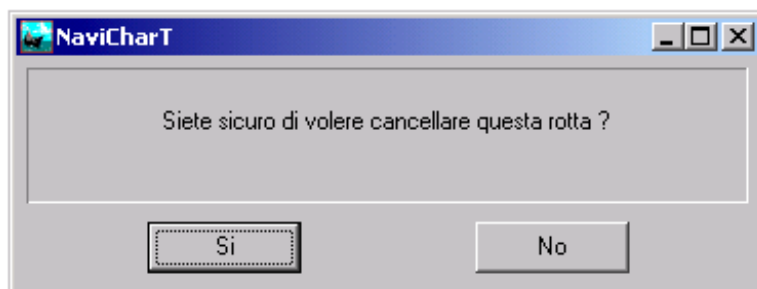 NaviCharT
Siete sicuro di volere cancellare questa rotta ?
Si
No